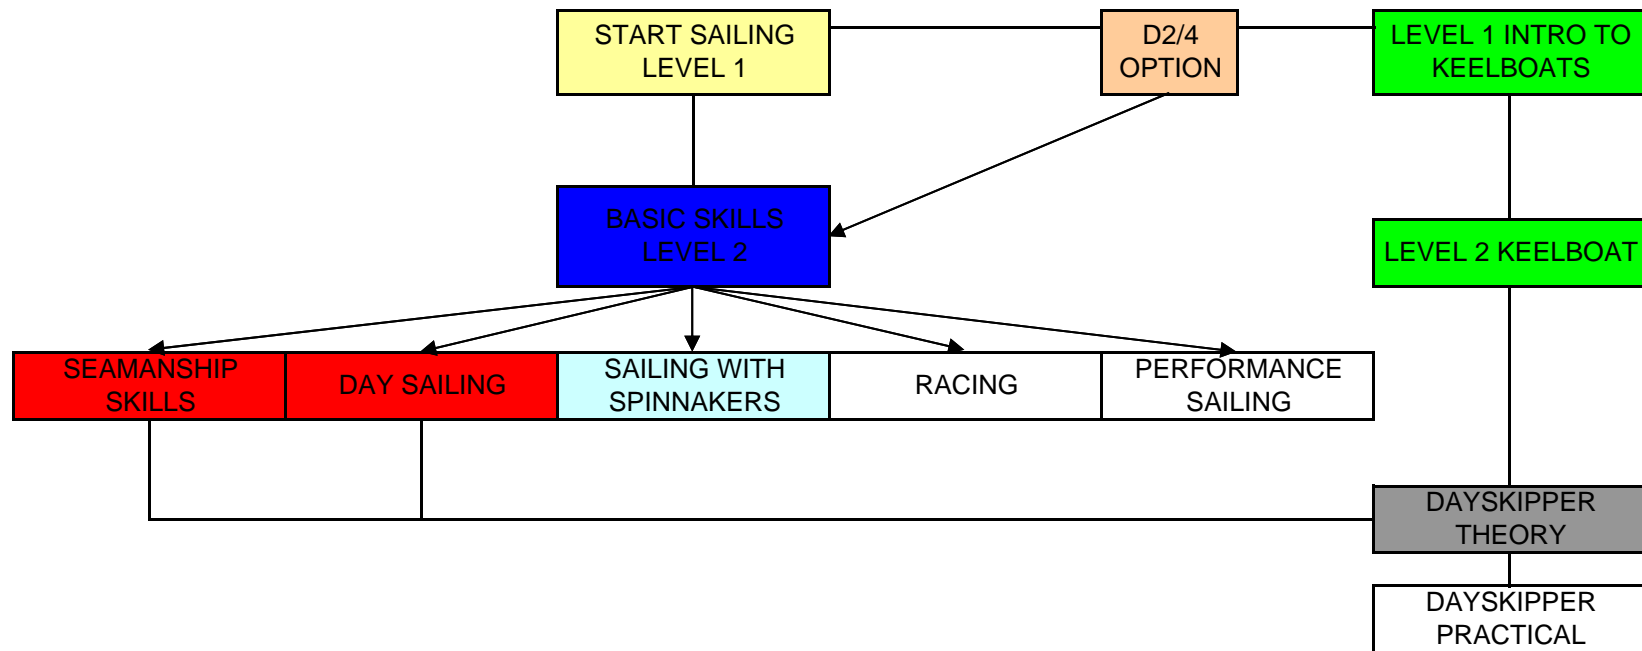 START SAILING
LEVEL 1
D2/4
OPTION
LEVEL 1 INTRO TO
KEELBOATS
BASIC SKILLS
LEVEL 2
LEVEL 2 KEELBOAT
SEAMANSHIP
SKILLS
DAY SAILING
SAILING WITH
SPINNAKERS
RACING
PERFORMANCE
SAILING
DAYSKIPPER
THEORY
DAYSKIPPER
PRACTICAL